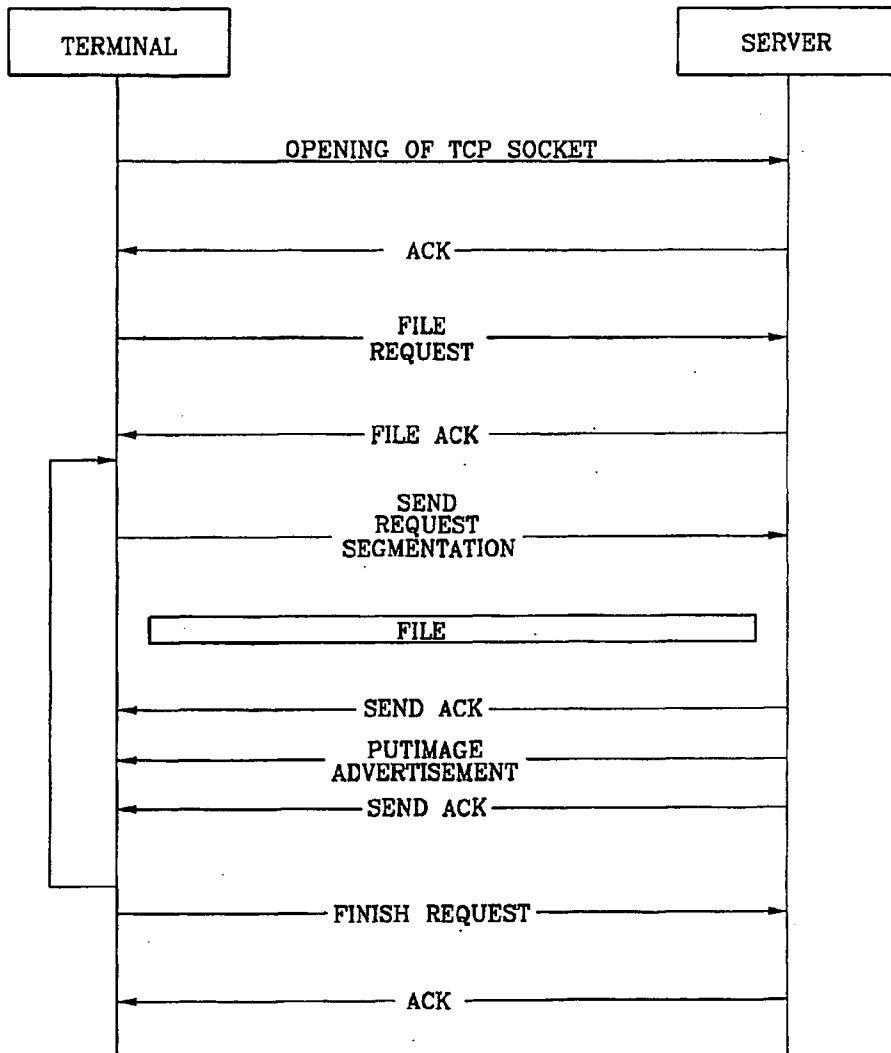 TERMINAL
SERVER
OPENING OF TCP SOCKET
ACK
FILE
REQUEST
FILE ACK
SEND
REQUEST
SEGMENTATION
FILE
SEND ACK
PUTIMAGE
ADVERTISEMENT
SEND ACK
FINISH REQUEST
ACK